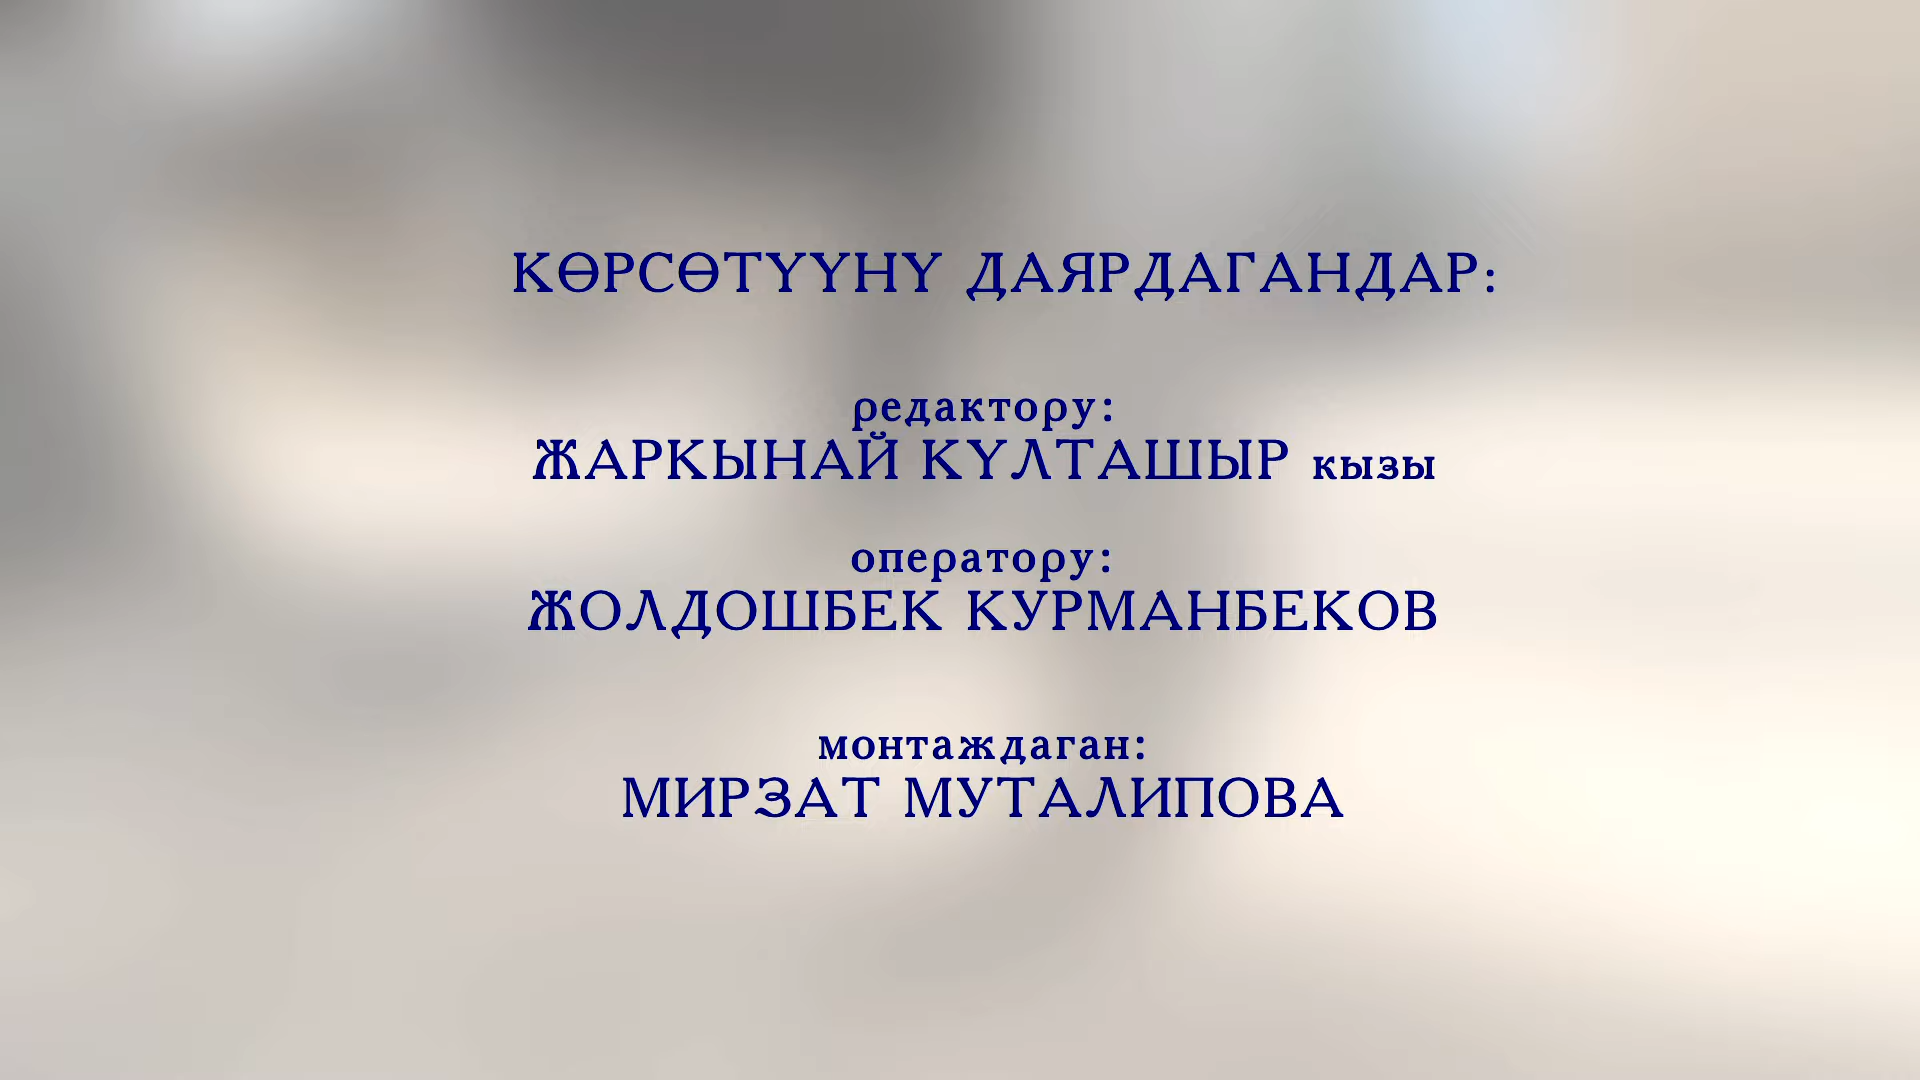 КӨРСӨТҮҮНҮ ДАЯРДАГАНДАР:
редактору:
ЖАРКЫНАЙ КҮЛТАШЫР кызы
оператору:
ЖОЛДОШБЕК КУРМАНБЕКОВ
монтаждаган:
МИРЗАТ МУТАЛИПОВА